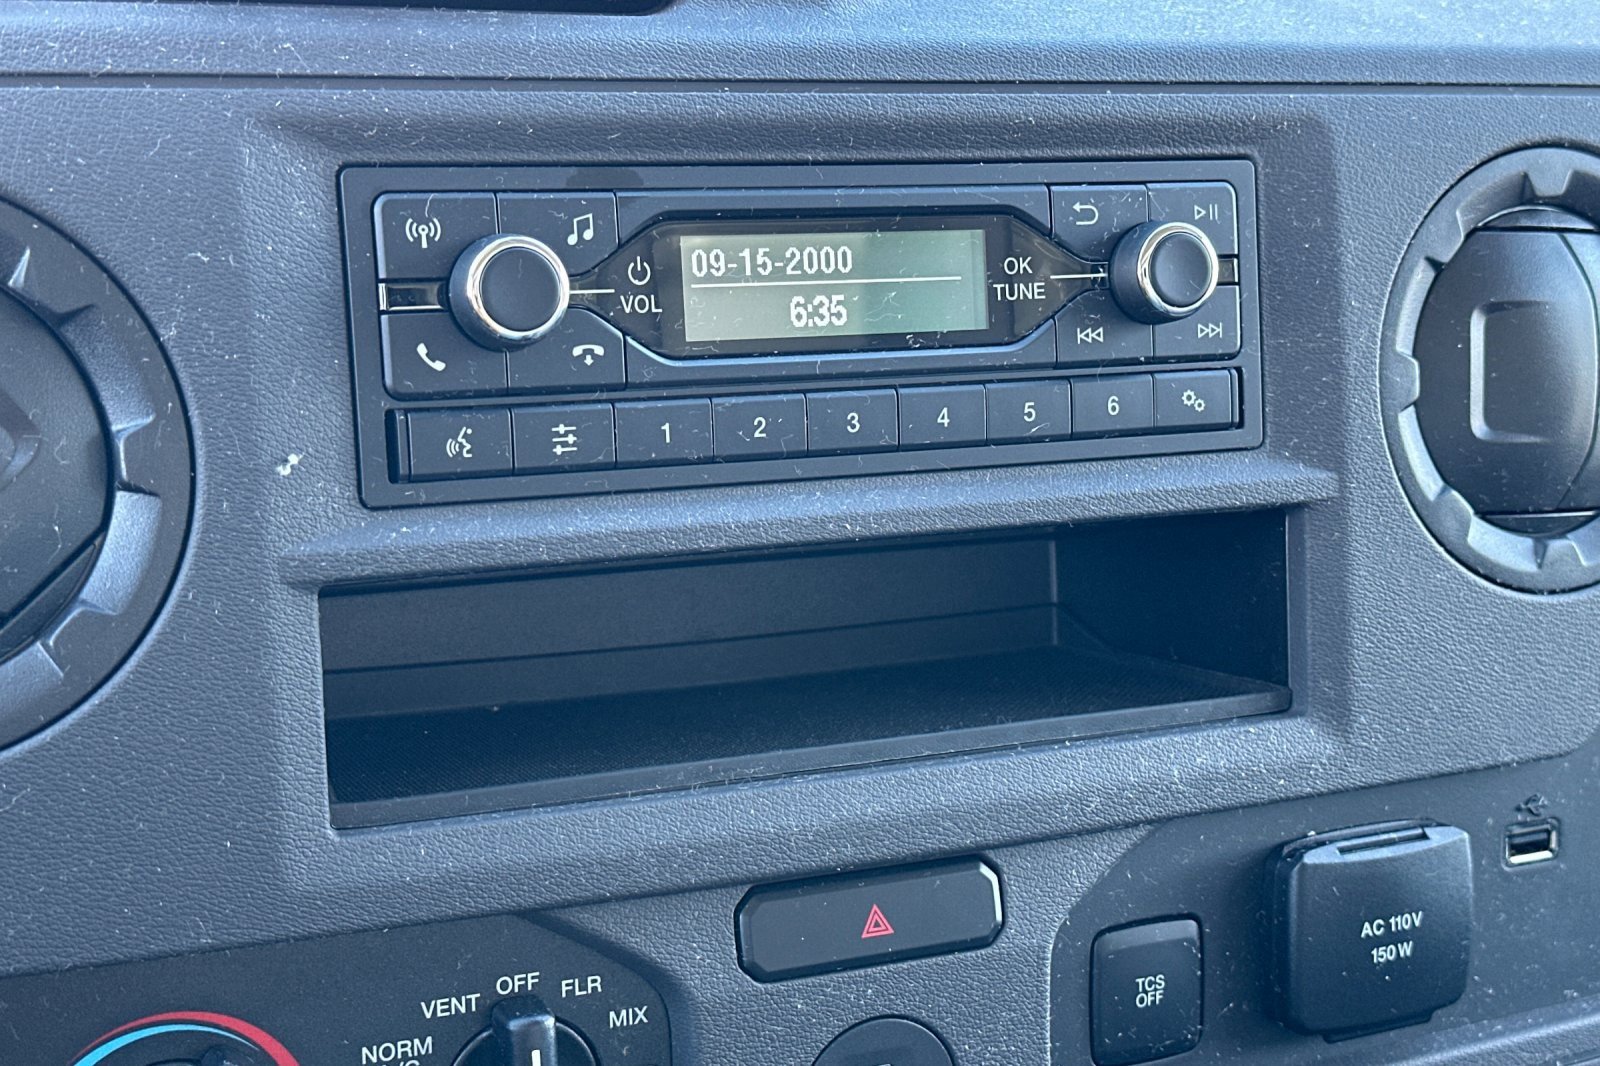 09-15-2000
6:35
VOL
OK
TUNE
1
2
3
4
5
6
AC 110V
150W
TCS
OFF
OFF
VENT
FLR
MIX
NORM